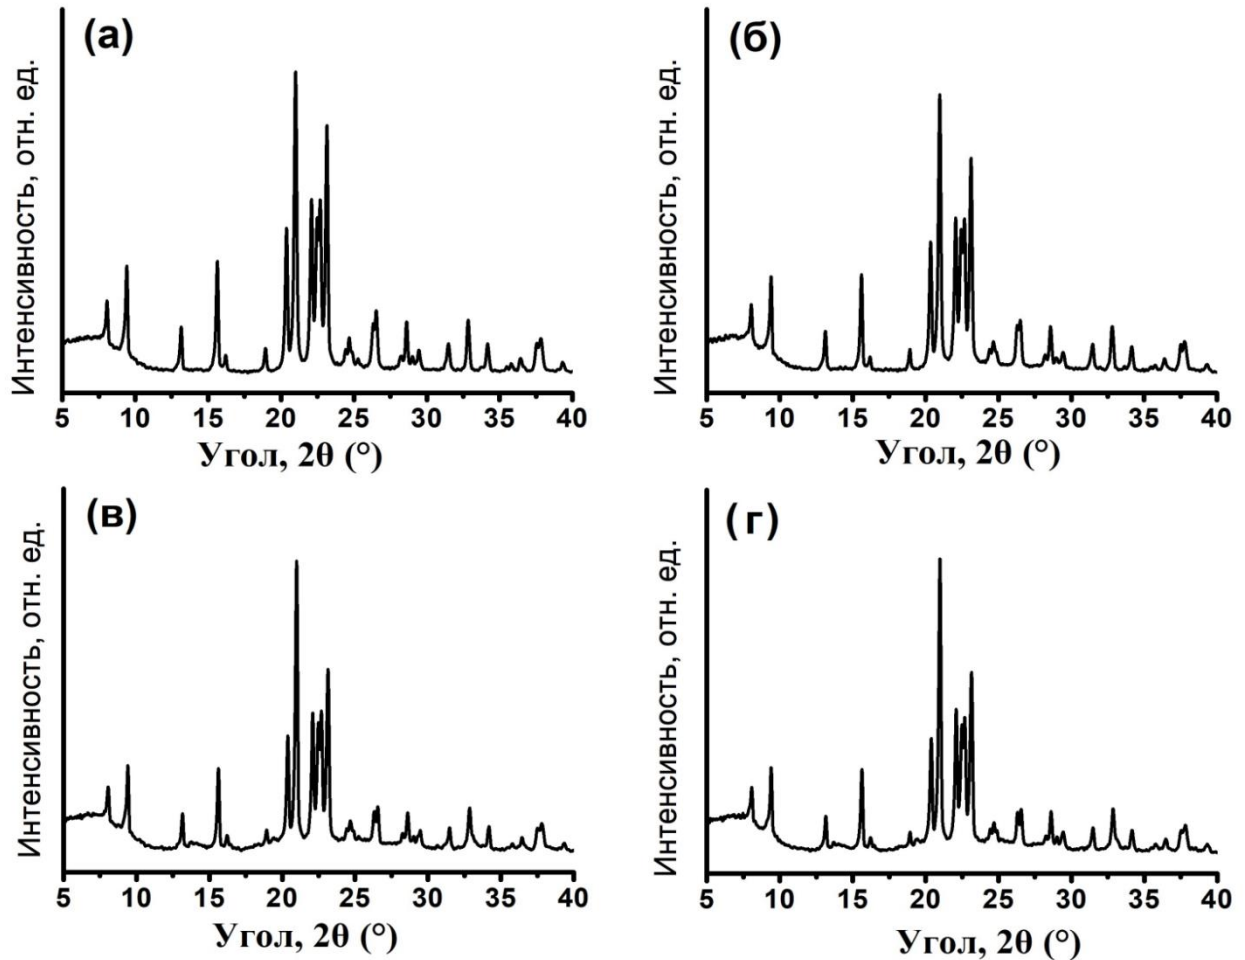 (а)
Интенсивность, отн. ед.
5 10 15 20 25 30 35 40
Угол, 2θ (°)
(б)
Интенсивность, отн. ед.
5 10 15 20 25 30 35 40
Угол, 2θ (°)
(в)
Интенсивность, отн. ед.
5 10 15 20 25 30 35 40
Угол, 2θ (°)
(г)
Интенсивность, отн. ед.
5 10 15 20 25 30 35 40
Угол, 2θ (°)